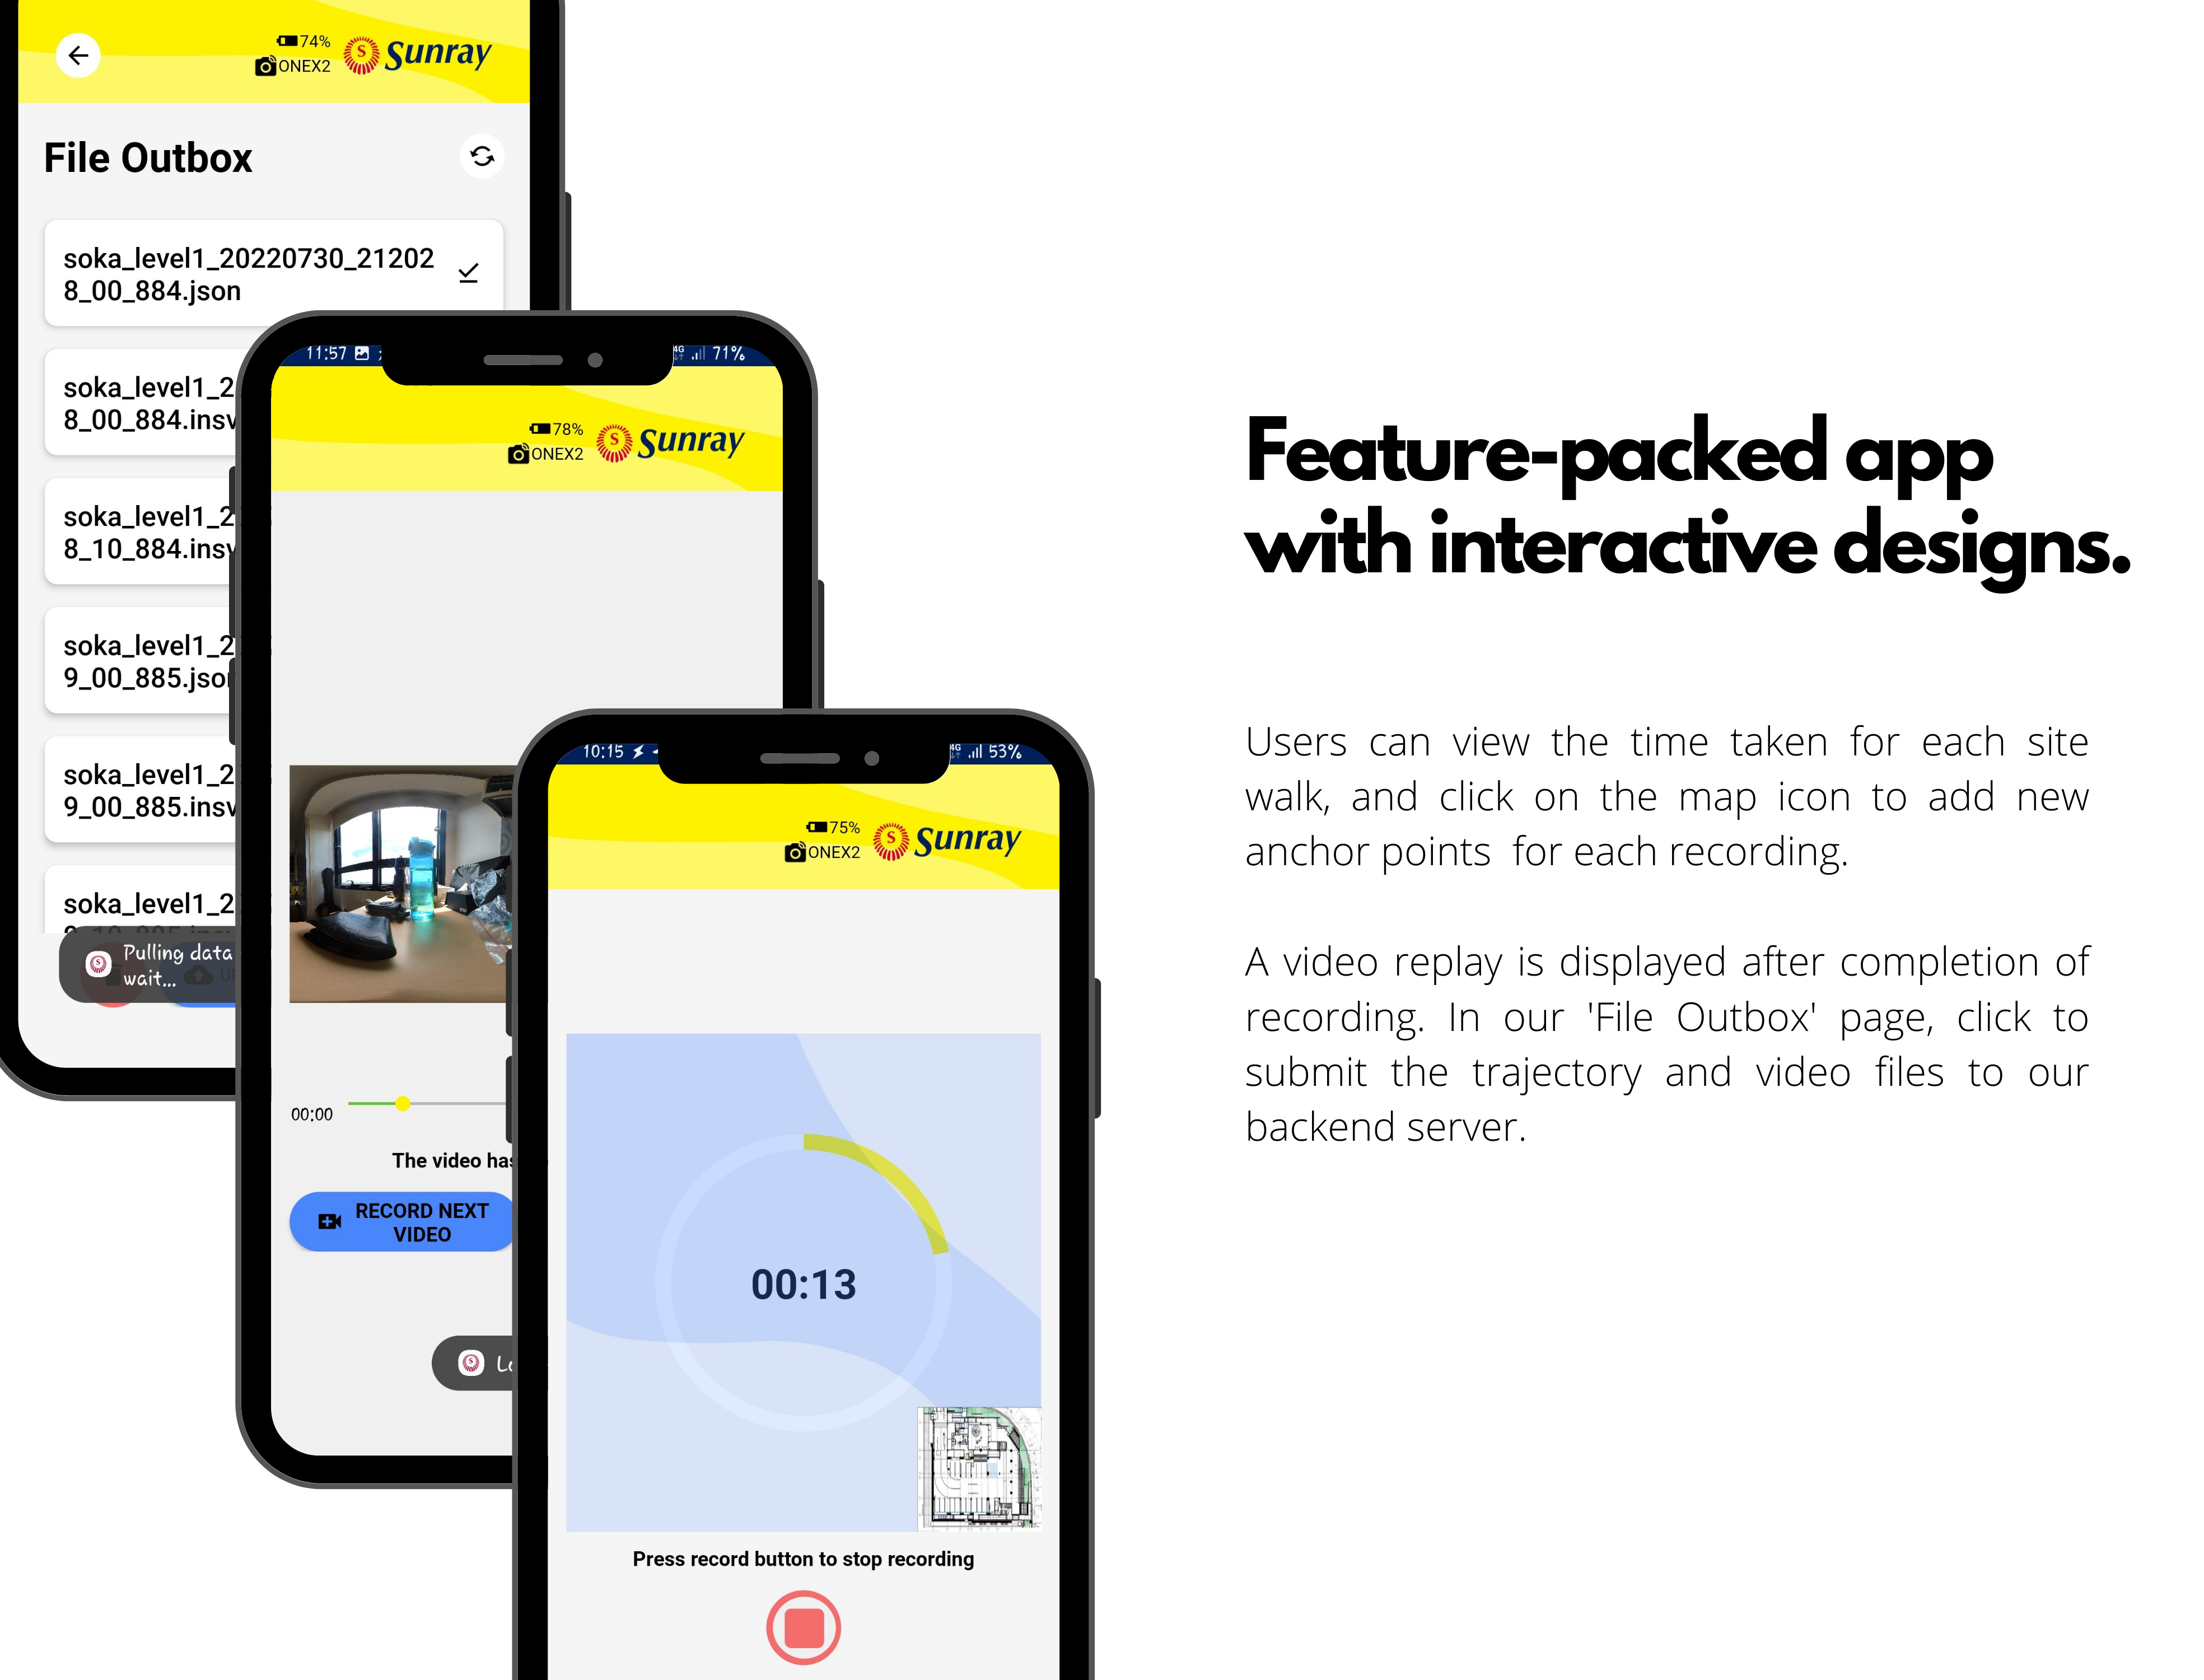 74%
ONEX2
Sunray
File Outbox
soka_level1_20220730_21202
8_00_884.json
soka_level1_2
8_00_884.insv
soka_level1_2
8_10_884.insv
soka_level1_2
9_00_885.json
soka_level1_2
9_00_885.insv
soka_level1_2
Pulling data
wait...
11:57
4G
71%
78%
ONEX2
Sunray
00:00
The video has
RECORD NEXT
VIDEO
10:15
4G
53%
75%
ONEX2
Sunray
00:13
Press record button to stop recording
Feature-packed app
with interactive designs.
Users can view the time taken for each site
walk, and click on the map icon to add new
anchor points for each recording.
A video replay is displayed after completion of
recording. In our 'File Outbox' page, click to
submit the trajectory and video files to our
backend server.